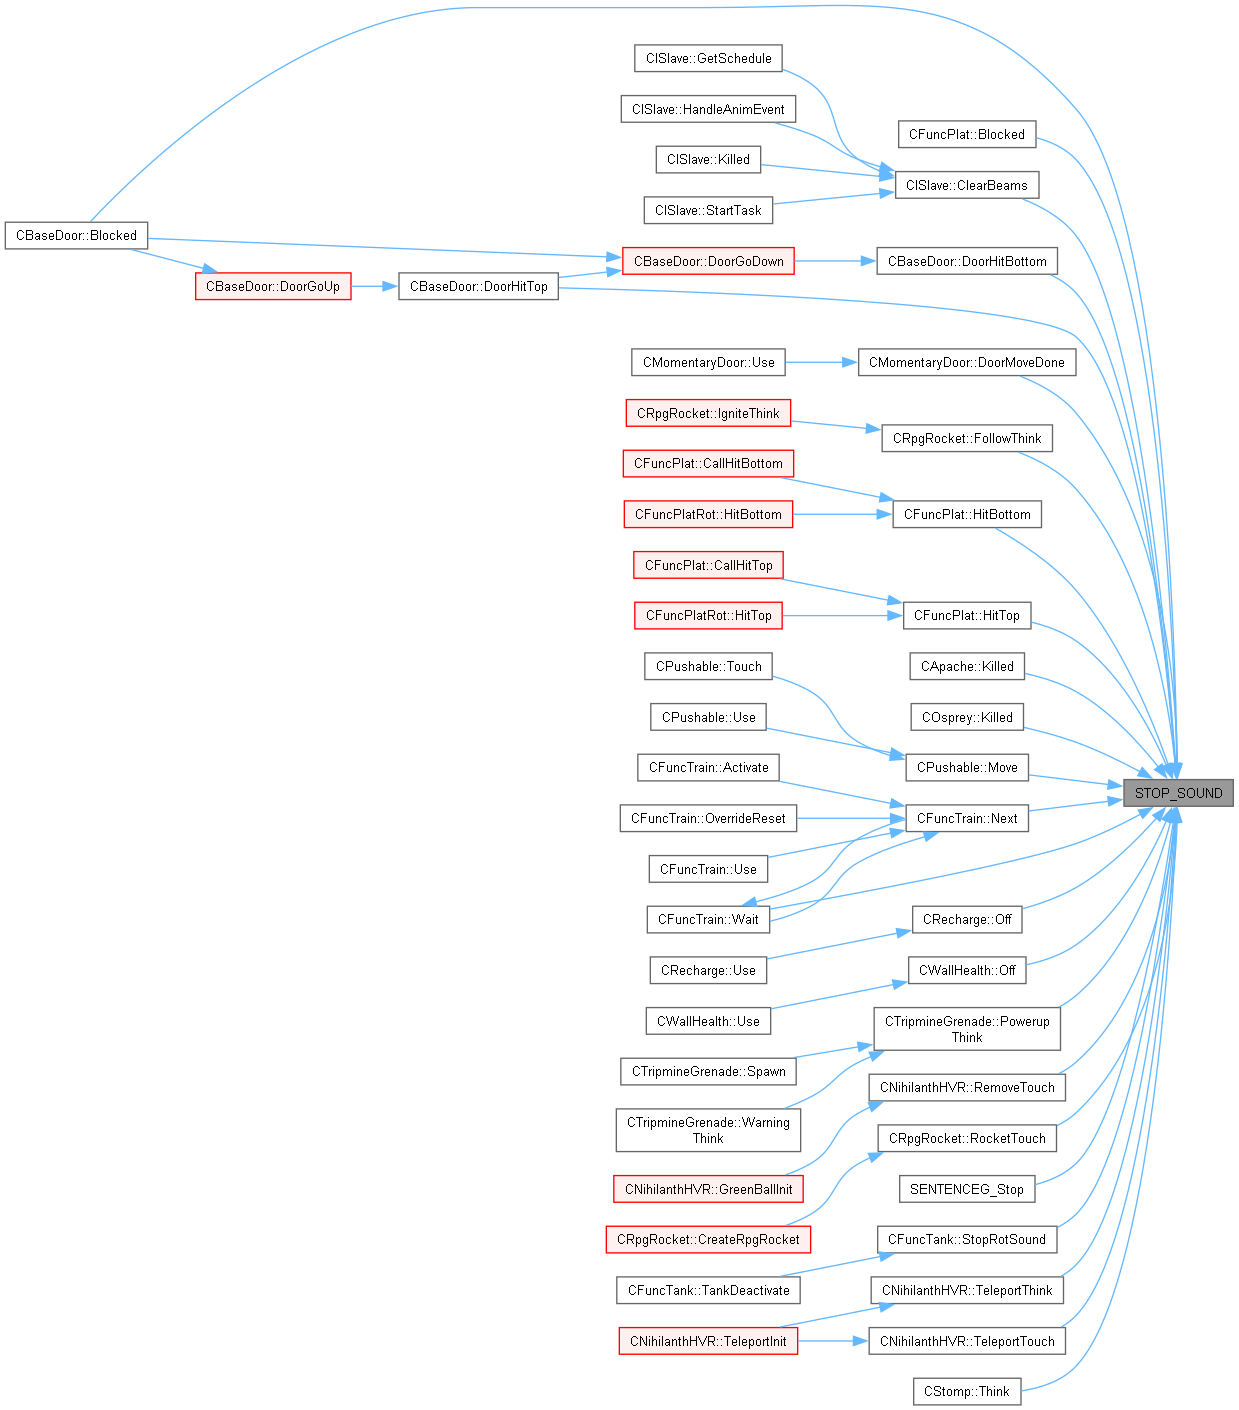 CISlave::GetSchedule
CISlave::HandleAnimEvent
CFuncPlat::Blocked
CISlave::Killed
CISlave::ClearBeams
CISlave::StartTask
CBaseDoor::Blocked
CBaseDoor::DoorGoDown
CBaseDoor::DoorHitBottom
CBaseDoor::DoorGoUp
CBaseDoor::DoorHitTop
CMomentaryDoor::Use
CMomentaryDoor::DoorMoveDone
CRpgRocket::IgniteThink
CRpgRocket::FollowThink
CFuncPlat::CallHitBottom
CFuncPlatRot::HitBottom
CFuncPlat::HitBottom
CFuncPlat::CallHitTop
CFuncPlatRot::HitTop
CFuncPlat::HitTop
CPushable::Touch
CApache::Killed
CPushable::Use
COsprey::Killed
CFuncTrain::Activate
CPushable::Move
STOP_SOUND
CFuncTrain::OverrideReset
CFuncTrain::Next
CFuncTrain::Use
CFuncTrain::Wait
CRecharge::Off
CRecharge::Use
CWallHealth::Off
CWallHealth::Use
CTripmineGrenade::Powerup
Think
CTripmineGrenade::Spawn
CNihilanthHVR::RemoveTouch
CTripmineGrenade::Warning
Think
CRpgRocket::RocketTouch
CNihilanthHVR::GreenBallInit
SENTENCEG_Stop
CRpgRocket::CreateRpgRocket
CFuncTank::StopRotSound
CFuncTank::TankDeactivate
CNihilanthHVR::TeleportThink
CNihilanthHVR::TeleportInit
CNihilanthHVR::TeleportTouch
CStomp::Think